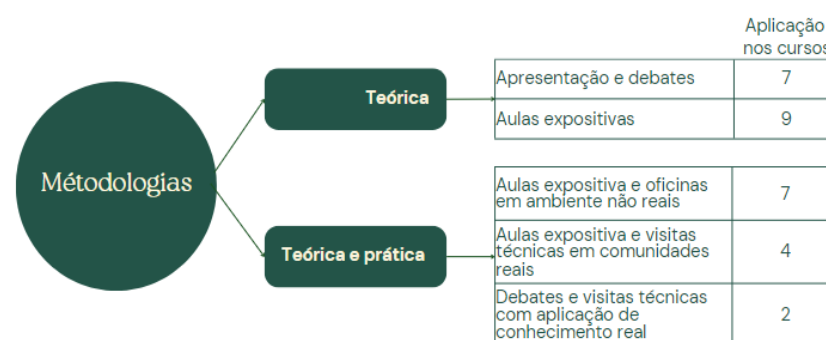 Aplicação
nos cursos
Métodologias
Teórica
Apresentação e debates 7
Aulas expositivas 9
Teórica e prática
Aulas expositiva e oficinas
em ambiente não reais 7
Aulas expositiva e visitas
técnicas em comunidades
reais 4
Debates e visitas técnicas
com aplicação de
conhecimento real 2